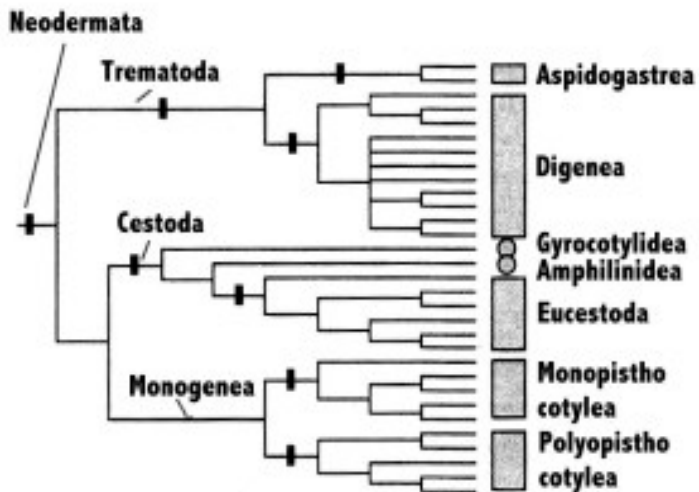 Neodermata
Trematoda
Aspidogastrea
Digenea
Cestoda
Gyrocotylidea
Amphilinidea
Eucestoda
Monogenea
Monopistho
cotylea
Polyopistho
cotylea